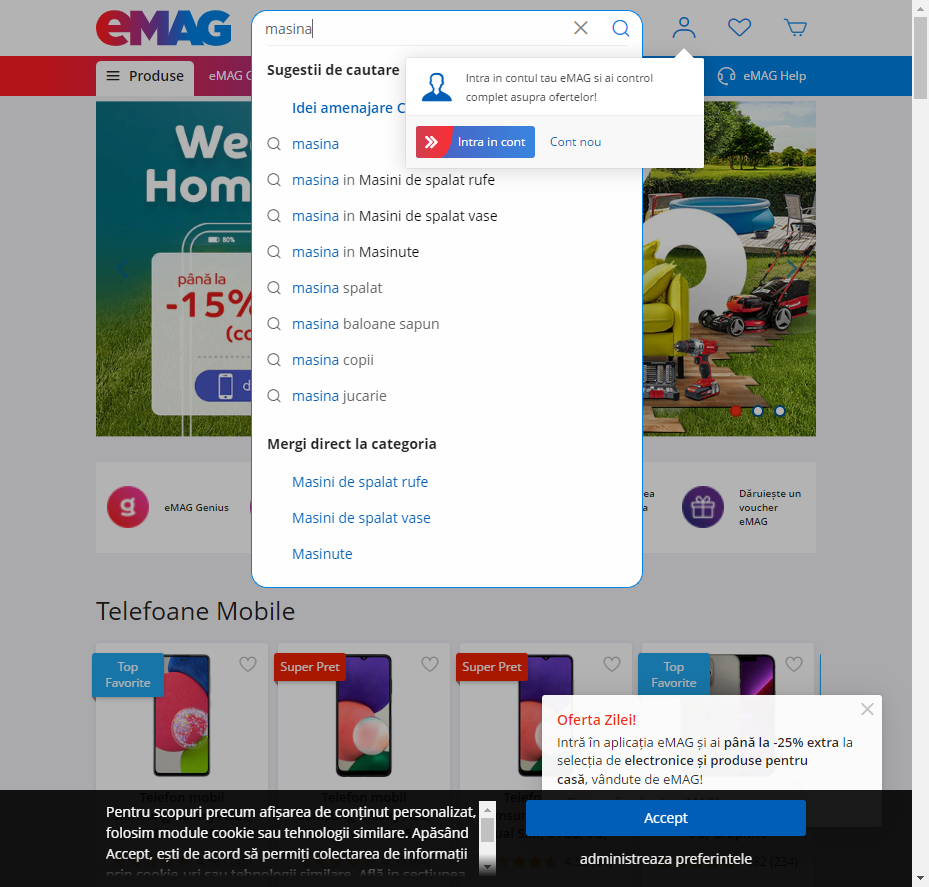 eMAG
masina
Produse
eMAG G
eMAG Help
Sugestii de cautare
Idei amenajare C
masina
masina in Masini de spalat rufe
masina in Masini de spalat vase
masina in Masinute
masina spalat
masina baloane sapun
masina copii
masina jucarie
Mergi direct la categoria
Masini de spalat rufe
Masini de spalat vase
Masinute
Intra in contul tau eMAG si ai control
complet asupra ofertelor!
Intra in cont
Cont nou
We
Hom
80%
până la
-15%
(co
d
g
eMAG Genius
Dăruiește un
voucher
eMAG
Telefoane Mobile
Top
Favorite
Super Pret
Super Pret
Top
Favorite
Telefon mobil
Telefon mobil
Oferta Zilei!
Intră în aplicația eMAG și ai până la -25% extra la
selecția de electronice și produse pentru
casă, vândute de eMAG!
Pentru scopuri precum afișarea de conținut personalizat,
folosim module cookie sau tehnologii similare. Apăsând
Accept, ești de acord să permiți colectarea de informații
prin cookie-uri sau tehnologii similare. Află in sectiunea
Accept
administreaza preferintele